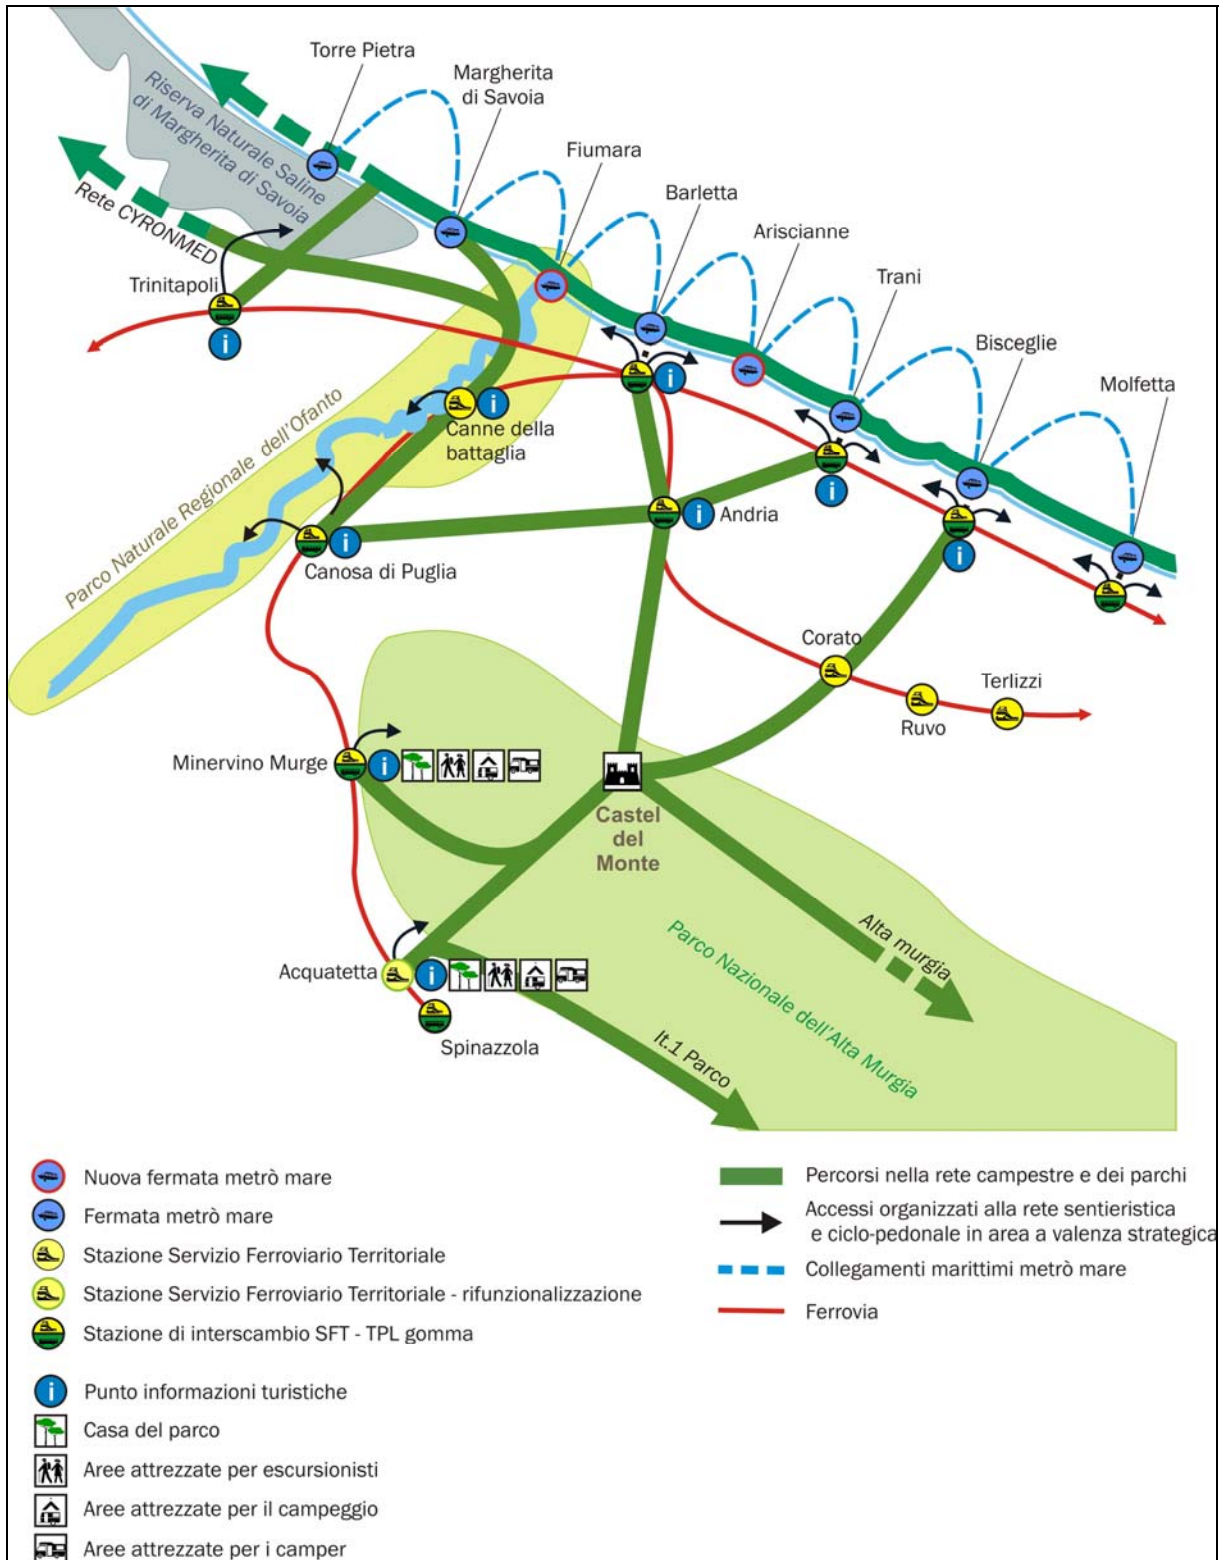 Torre Pietra
Margherita
di Savoia
Fiumara
Barletta
Ariscianne
Trani
Bisceglie
Molfetta
Riserva Naturale Saline
di Margherita di Savoia
Rete CYRONMED
Trinitapoli
i
i
i
Canne della
battaglia
Parco Naturale Regionale dell'Ofanto
i
Andria
i
i
Canosa di Puglia
i
Corato
Terlizzi
Ruvo
Minervino Murge
i
Castel
del
Monte
Alta murgia
Parco Nazionale dell'Alta Murgia
Acquatetta
i
Spinazzola
It.1 Parco
Nuova fermata metrò mare
Fermata metrò mare
Stazione Servizio Ferroviario Territoriale
Stazione Servizio Ferroviario Territoriale - rifunzionalizzazione
Stazione di interscambio SFT - TPL gomma
i
Punto informazioni turistiche
Casa del parco
Aree attrezzate per escursionisti
Aree attrezzate per il campeggio
Aree attrezzate per i camper
Percorsi nella rete campestre e dei parchi
Accessi organizzati alla rete sentieristica
e ciclo-pedonale in area a valenza strategica
Collegamenti marittimi metrò mare
Ferrovia